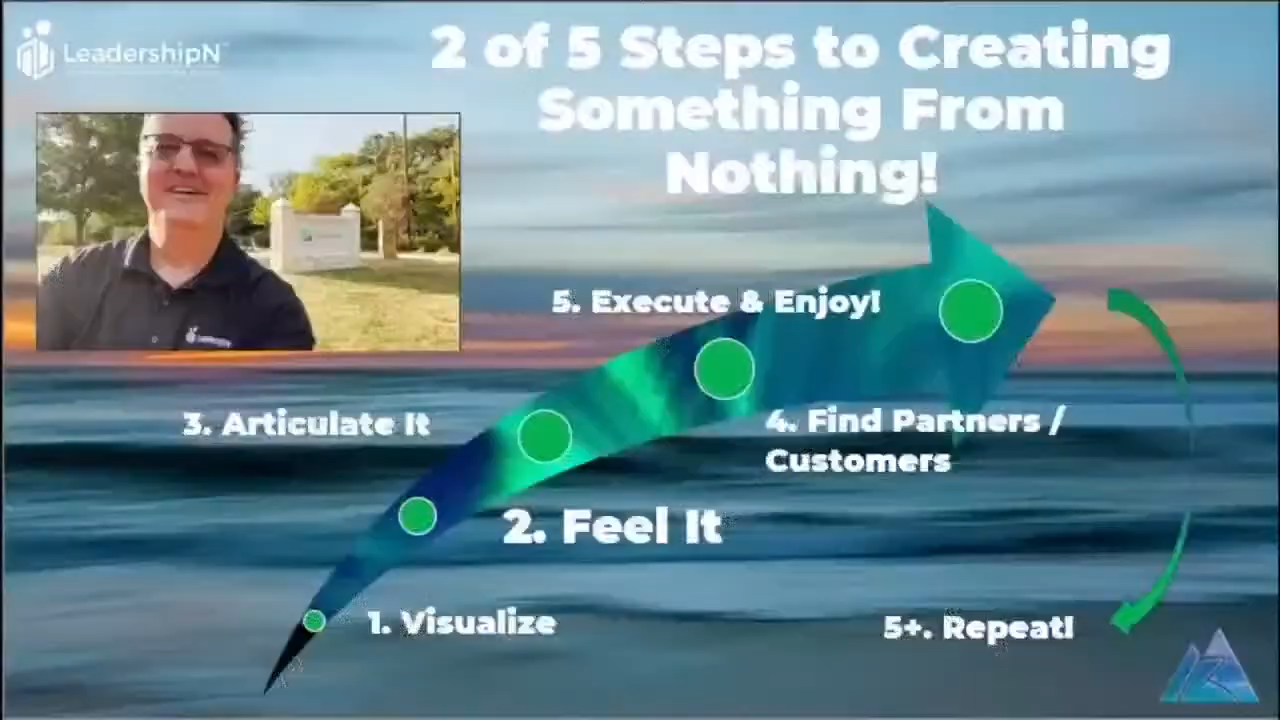 LeadershipN
2 of 5 Steps to Creating
Something From
Nothing!
5. Execute & Enjoy!
3. Articulate It
4. Find Partners /
Customers
2. Feel It
1. Visualize
5+. Repeat!